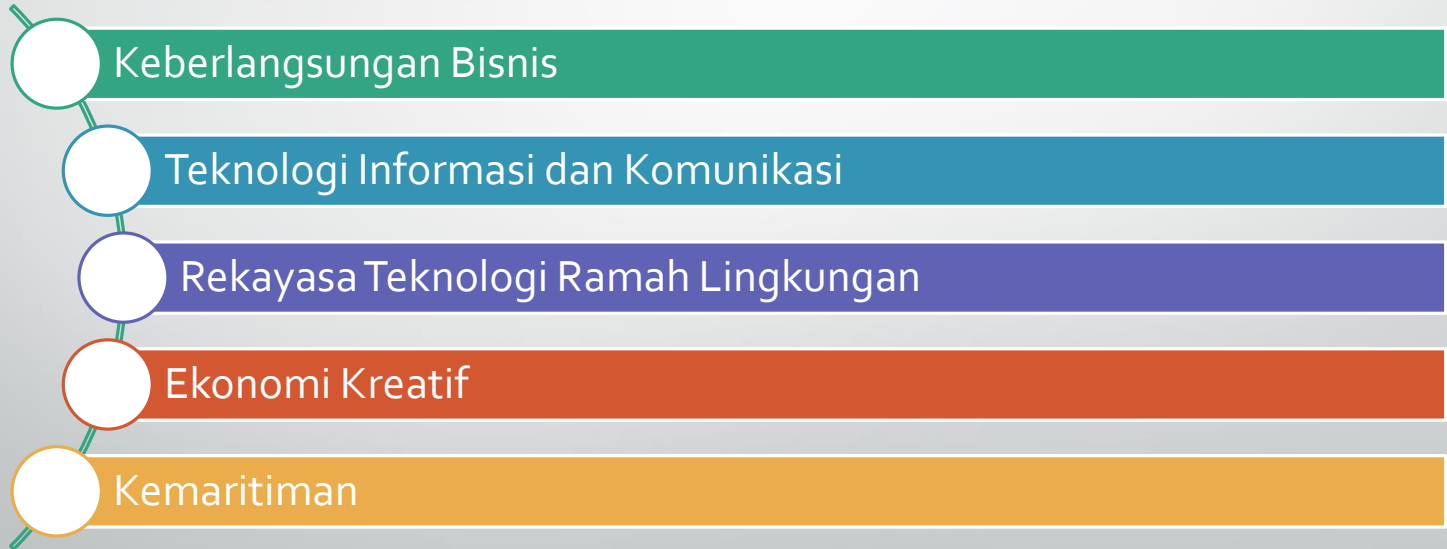 Keberlangsungan Bisnis
Teknologi Informasi dan Komunikasi
Rekayasa Teknologi Ramah Lingkungan
Ekonomi Kreatif
Kemaritiman